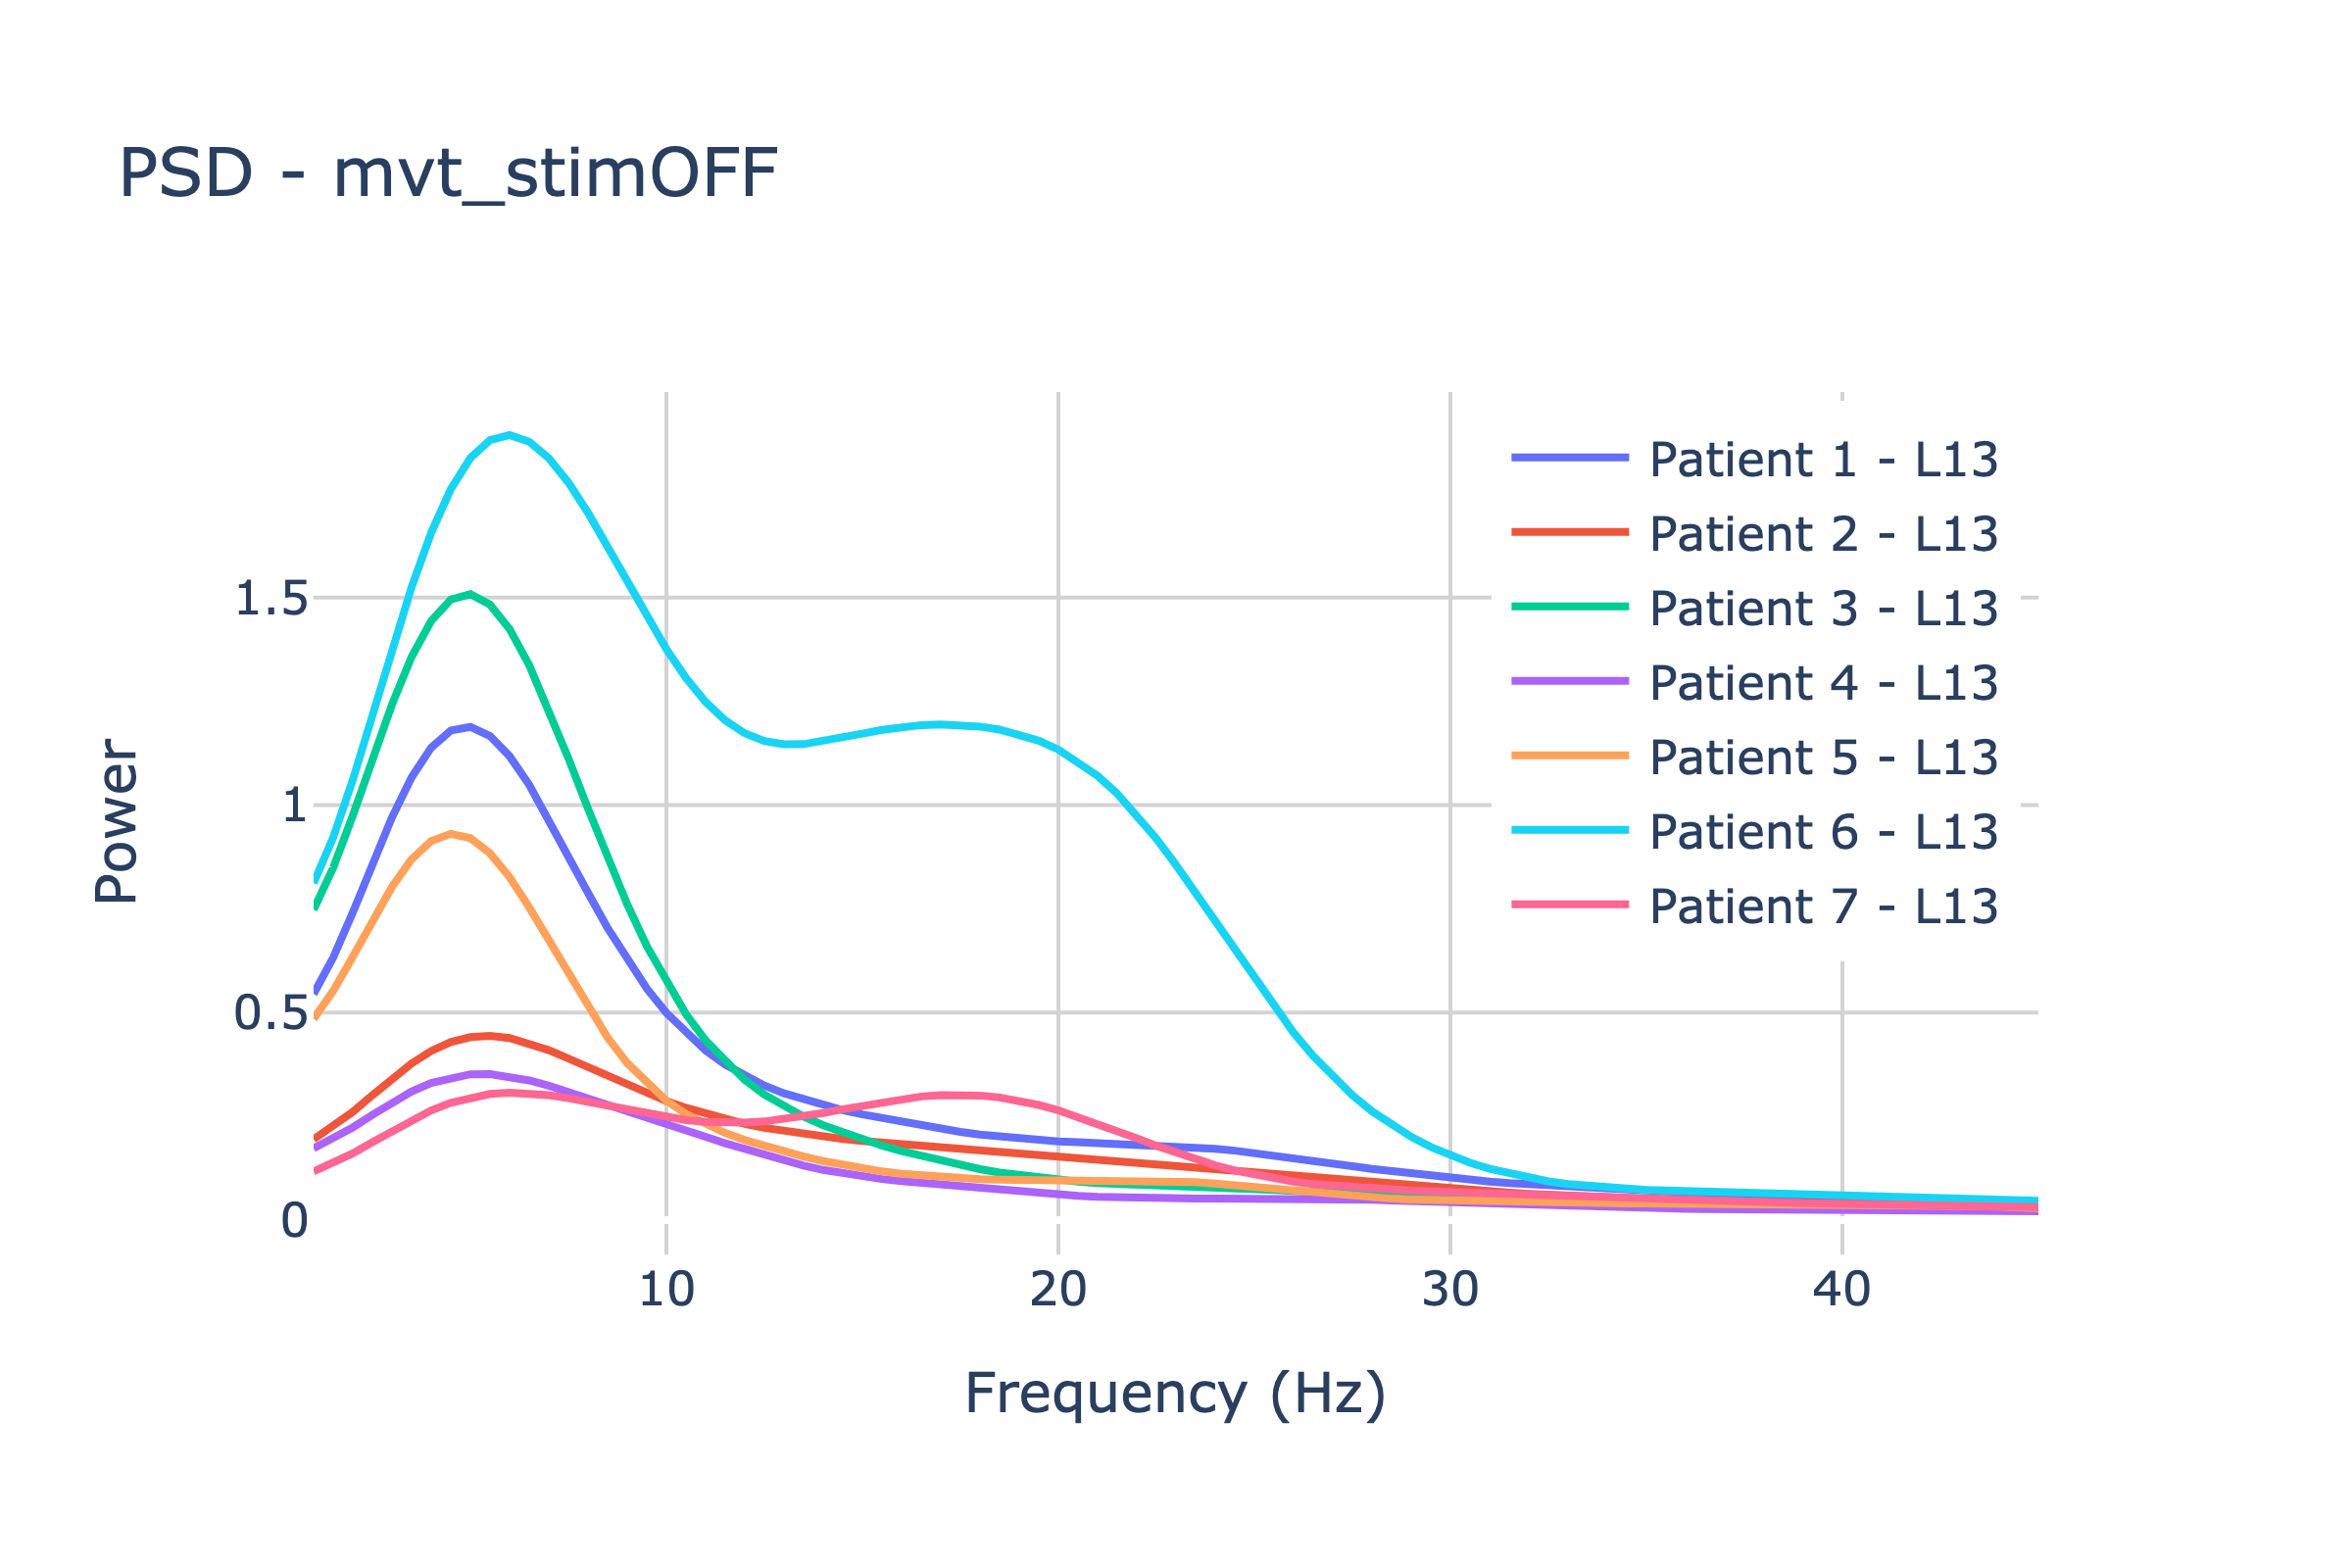 PSD - mvt_stimOFF
Patient 1 - L13
Patient 2 - L13
Patient 3 - L13
Patient 4 - L13
Patient 5 - L13
Patient 6 - L13
Patient 7 - L13
1.5
1
0.5
0
Power
10 20 30 40
Frequency (Hz)